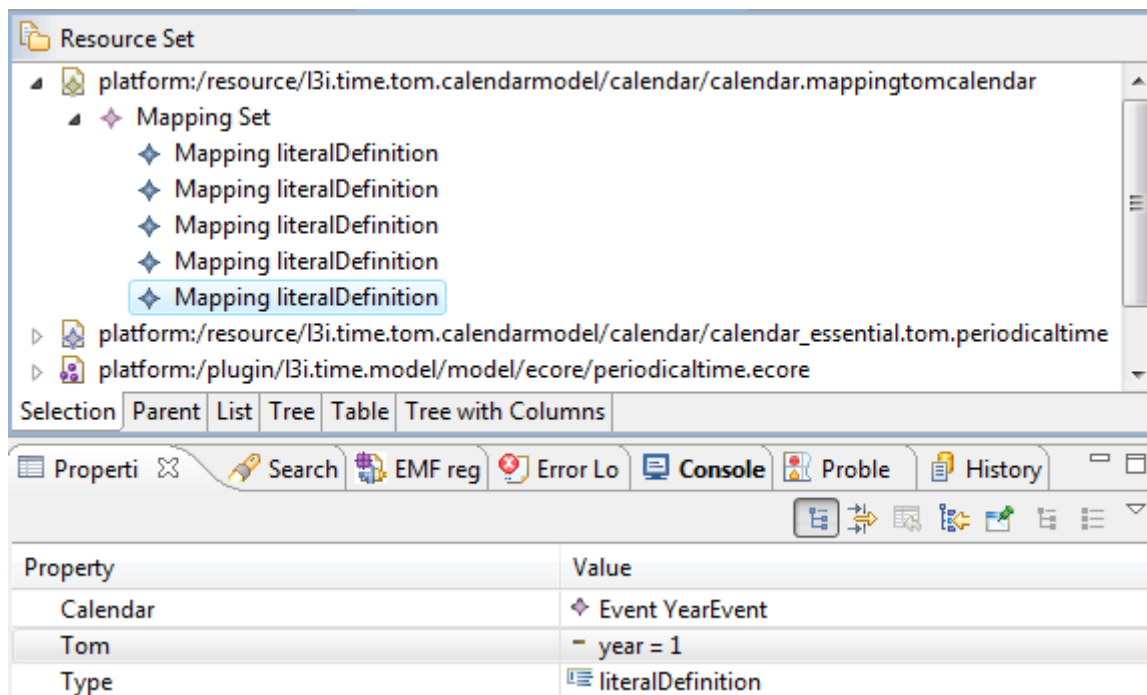 Resource Set
platform:/resource/l3i.time.tom.calendarmodel/calendar/calendar.mappingtomcalendar
Mapping Set
Mapping literalDefinition
Mapping literalDefinition
Mapping literalDefinition
Mapping literalDefinition
Mapping literalDefinition
platform:/resource/l3i.time.tom.calendarmodel/calendar/calendar_essential.tom.periodicaltime
platform:/plugin/l3i.time.model/model/ecore/periodicaltime.ecore
Selection Parent List Tree Table Tree with Columns
Properti Search EMF reg Error Lo Console Proble History
Property Value
Calendar Event YearEvent
Tom year = 1
Type literalDefinition